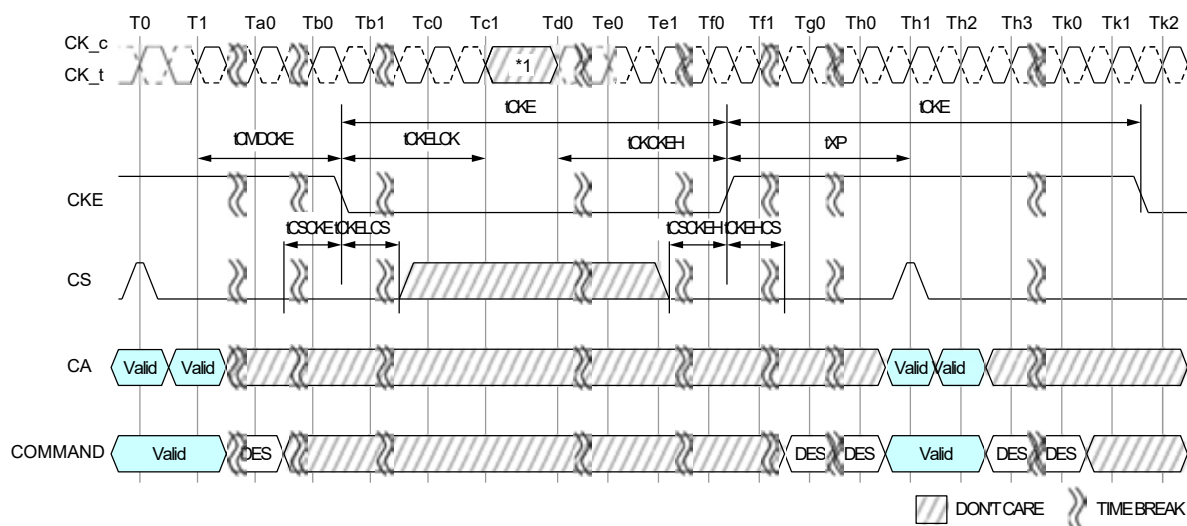 T0 T1 Ta0 Tb0 Tb1 Tc0 Tc1 Td0 Te0 Te1 Tf0 Tf1 Tg0 Th0 Th1 Th2 Th3 Tk0 Tk1 Tk2
CK_c
CK_t
*1
tCKE tCKE
tCMDCKE tCKELCK tCKCKEH tXP
CKE
tCSCKE tCKELCS tCSCKEH tCKEHCS
CS
CA Valid Valid Valid Valid
COMMAND Valid DES DES DES Valid DES DES
DON'T CARE TIME BREAK